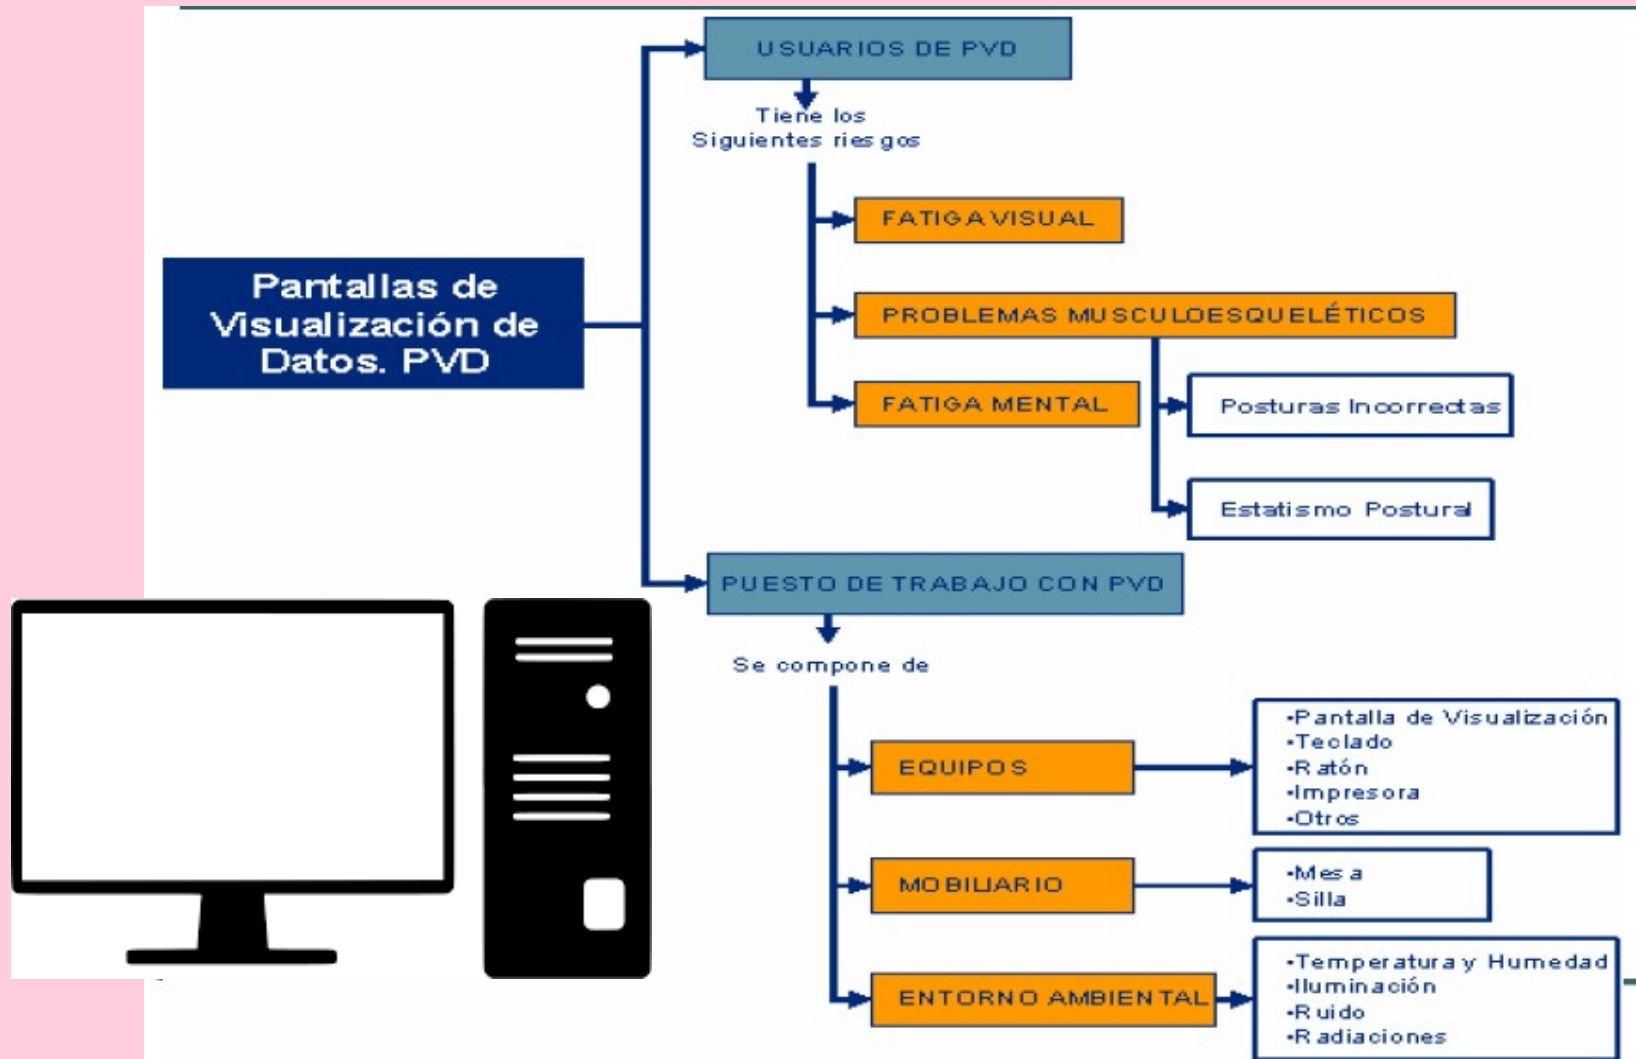 USUARIOS DE PVD
Tiene los
Siguientes riesgos
FATIGA VISUAL
PROBLEMAS MUSCULOESQUELÉTICOS
FATIGA MENTAL
Posturas Incorrectas
Estatismo Postural
Pantallas de
Visualización de
Datos. PVD
PUESTO DE TRABAJO CON PVD
Se compone de
EQUIPOS
•Pantalla de Visualización
•Teclado
•Ratón
•Impresora
•Otros
MOBILIARIO
•Mesa
•Silla
ENTORNO AMBIENTAL
•Temperatura y Humedad
•Iluminación
•Ruido
•Radiaciones